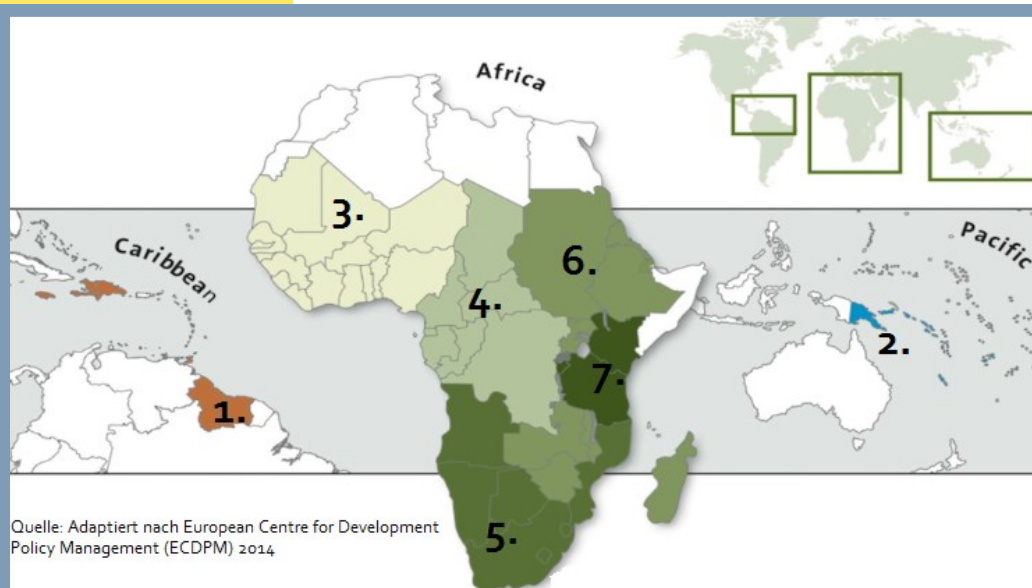 Africa
Caribbean
Pacific
3.
6.
4.
2.
7.
1.
5.
Quelle: Adaptiert nach European Centre for Development
Policy Management (ECDPM) 2014